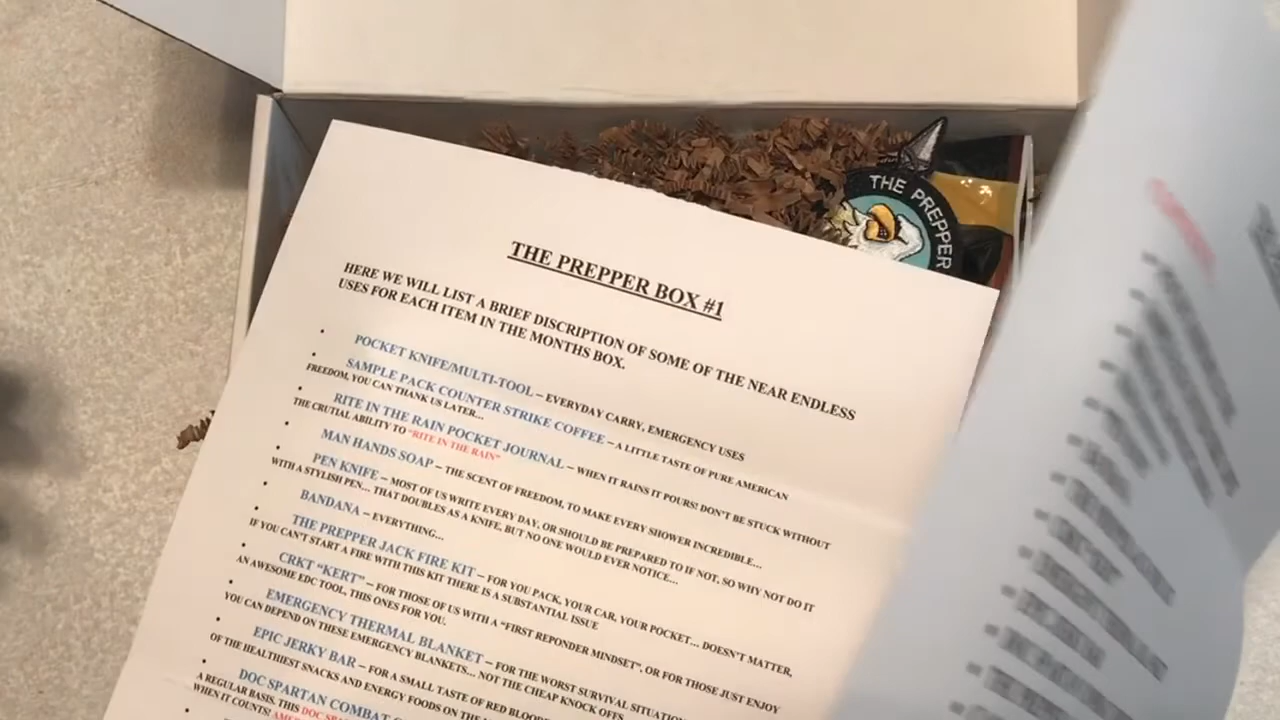 THE PREPPER
THE PREPPER BOX #1
HERE WE WILL LIST A BRIEF DISCRIPTION OF SOME OF THE NEAR ENDLESS
USES FOR EACH ITEM IN THE MONTHS BOX.
POCKET KNIFE/MULTI-TOOL – EVERYDAY CARRY, EMERGENCY USES
SAMPLE PACK COUNTER STRIKE COFFEE – A LITTLE TASTE OF PURE AMERICAN
FREEDOM, YOU CAN THANK US LATER...
RITE IN THE RAIN POCKET JOURNAL – WHEN IT RAINS IT POURS! DON'T BE STUCK WITHOUT
THE CRUTIAL ABILITY TO "RITE IN THE RAIN"
MAN HANDS SOAP – THE SCENT OF FREEDOM, TO MAKE EVERY SHOWER INCREDIBLE...
PEN KNIFE – MOST OF US WRITE EVERY DAY, OR SHOULD BE PREPARED TO IF NOT, SO WHY NOT DO IT
WITH A STYLISH PEN... THAT DOUBLES AS A KNIFE, BUT NO ONE WOULD EVER NOTICE...
BANDANA – EVERYTHING...
THE PREPPER JACK FIRE KIT – FOR YOU PACK, YOUR CAR, YOUR POCKET... DOESN'T MATTER,
IF YOU CAN'T START A FIRE WITH THIS KIT THERE IS A SUBSTANTIAL ISSUE
CRKT "KERT" – FOR THOSE OF US WITH A "FIRST REPONDER MINDSET", OR FOR THOSE JUST ENJOY
AN AWESOME EDC TOOL, THIS ONES FOR YOU.
EMERGENCY THERMAL BLANKET – FOR THE WORST SURVIVAL
YOU CAN DEPEND ON THESE EMERGENCY BLANKETS... NOT THE CHEAP KNOCK OFFS
EPIC JERKY BAR – FOR A SMALL TASTE OF RED
OF THE HEALTHIEST SNACKS AND ENERGY FOODS ON THE
DOC SPARTAN COMBAT
A REGULAR BASIS. THIS DOC
WHEN IT COUNTS!